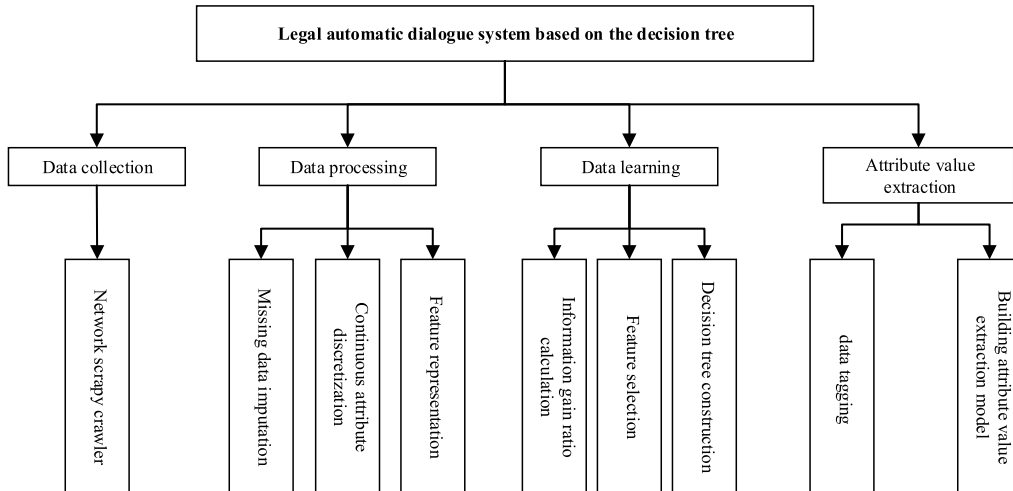 Legal automatic dialogue system based on the decision tree
Data collection
Data processing
Data learning
Attribute value
extraction
Network scrapy crawler
Missing data imputation
Continuous attribute
discretization
Feature representation
Information gain ratio
calculation
Feature selection
Decision tree construction
data tagging
Building attribute value
extraction model